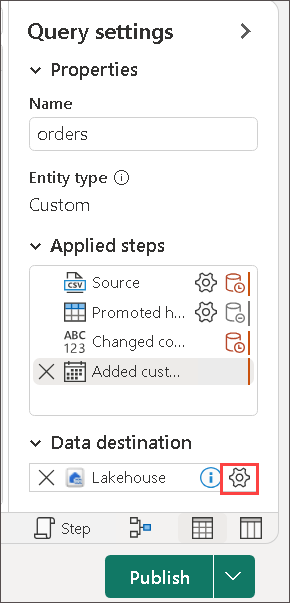 Query settings
Properties
Name
orders
Entity type
Custom
Applied steps
CSV
Source
Promoted h...
ABC
123
Changed co...
Added cust...
Data destination
Lakehouse
Step
Publish